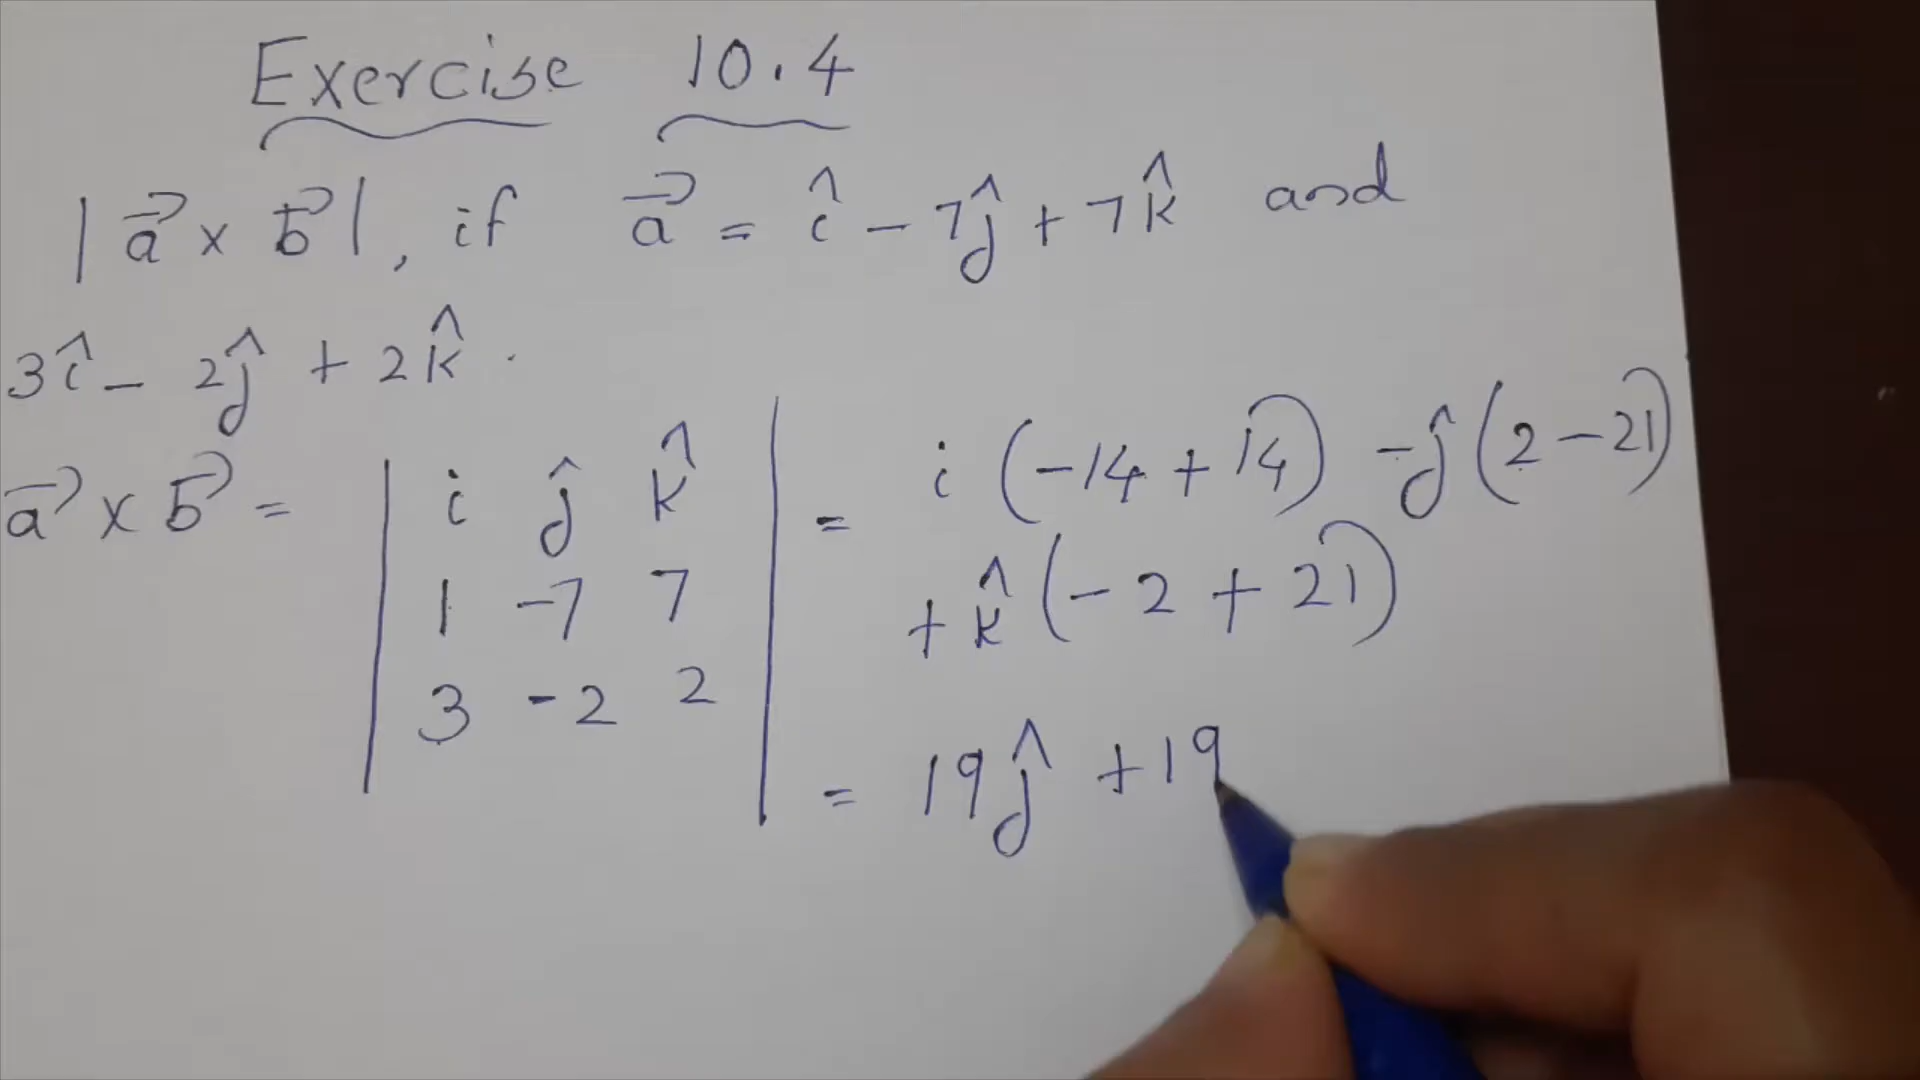 Exercise 10.4
|a⃗ x b⃗|, if a⃗ = î - 7ĵ + 7k̂ and
3î - 2ĵ + 2k̂.
a⃗ x b⃗ = | i ĵ k̂ | = i (-14 + 14) - ĵ (2 - 21)
1 -7 7 + k̂ (-2 + 21)
3 -2 2
= 19ĵ + 19